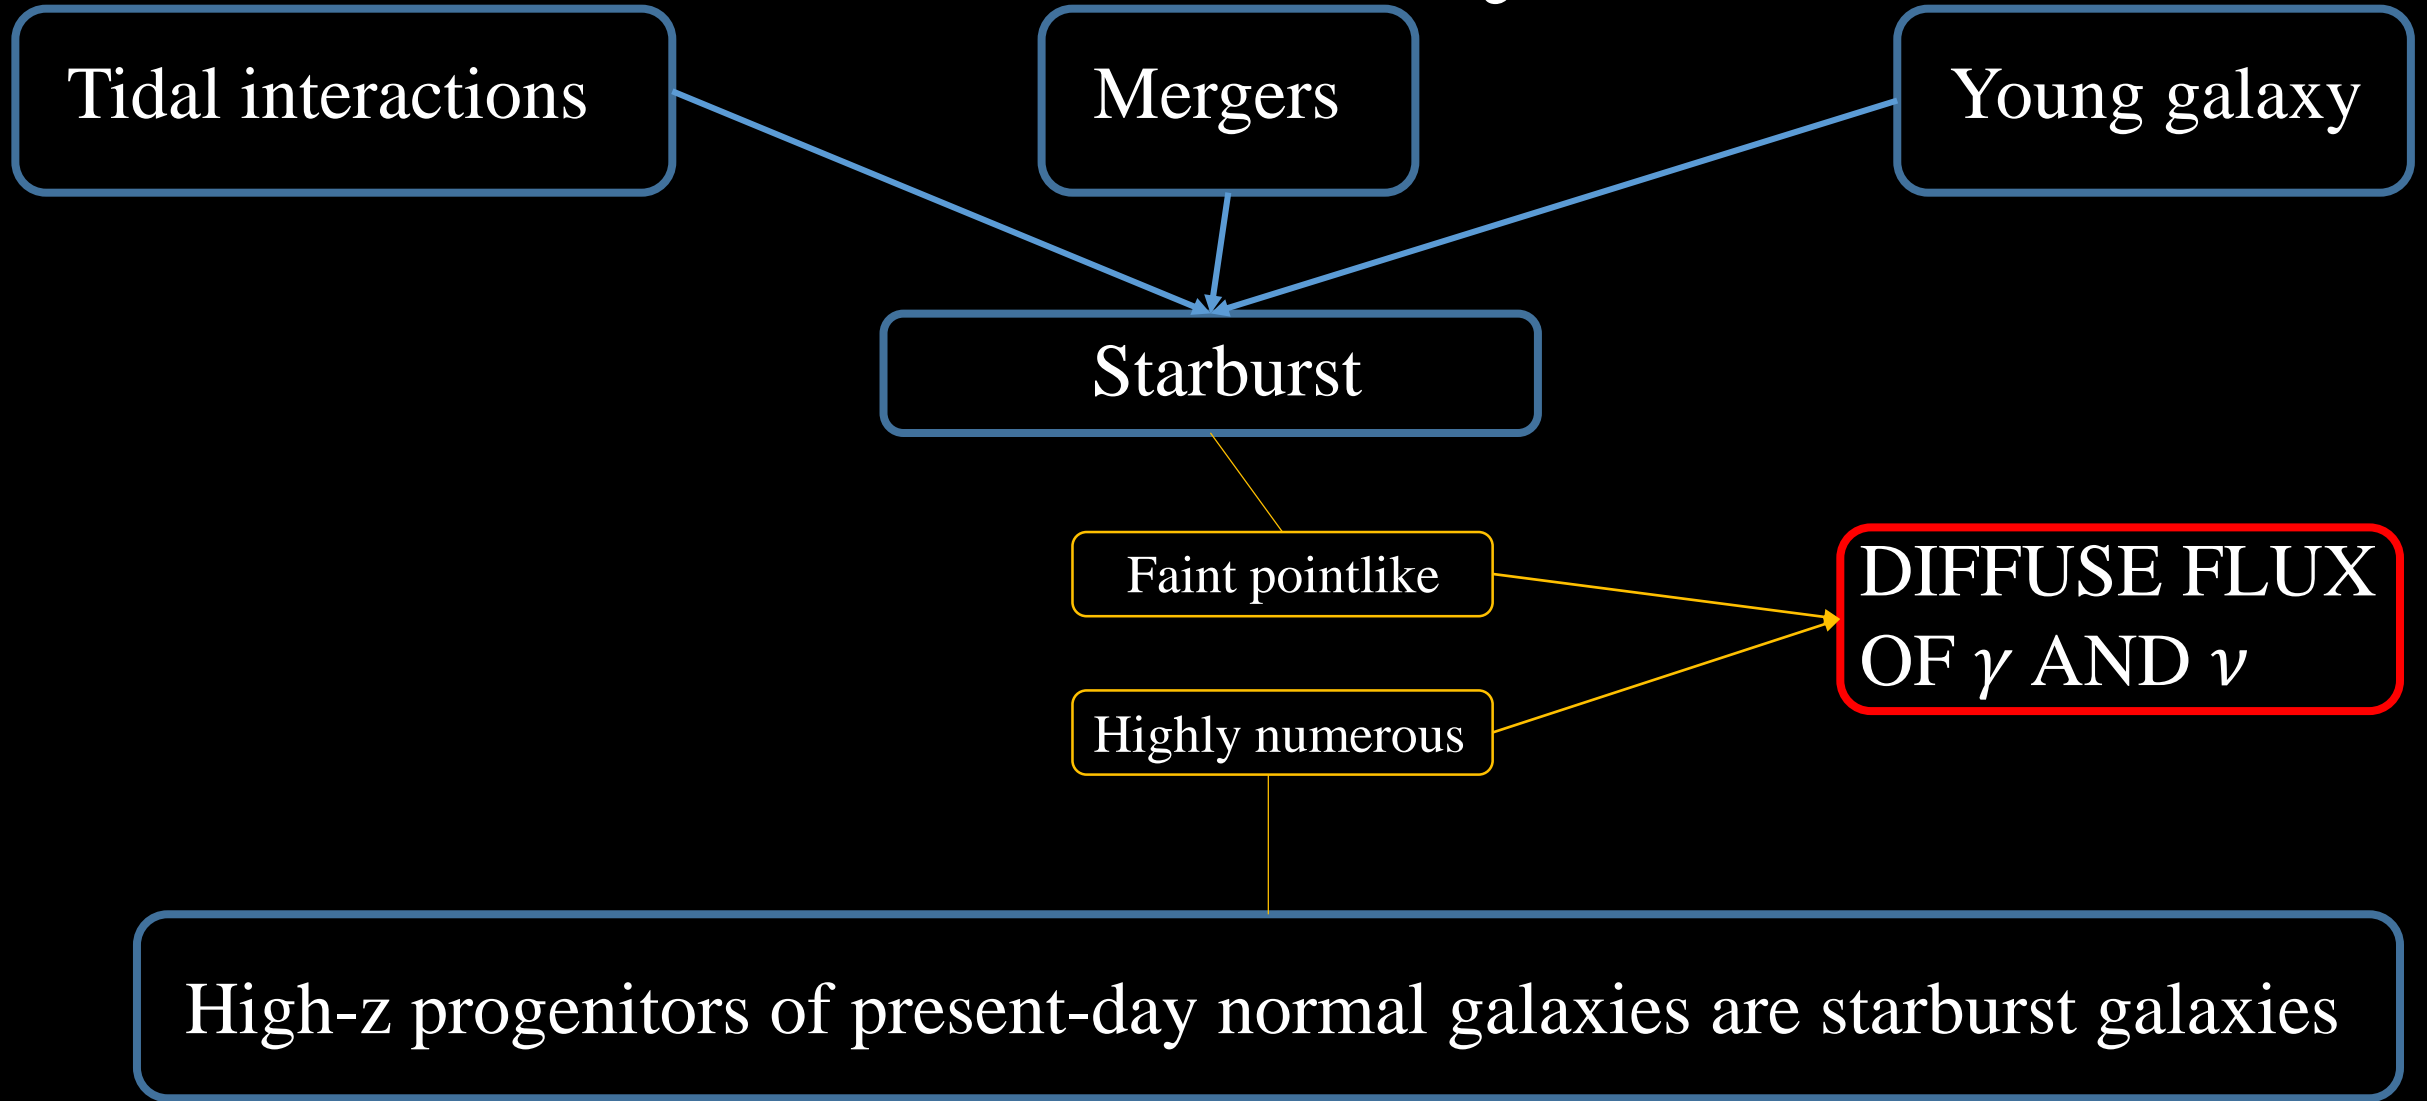 Tidal interactions
Mergers
Young galaxy
Starburst
Faint pointlike
DIFFUSE FLUX
OF γ AND ν
Highly numerous
High-z progenitors of present-day normal galaxies are starburst galaxies